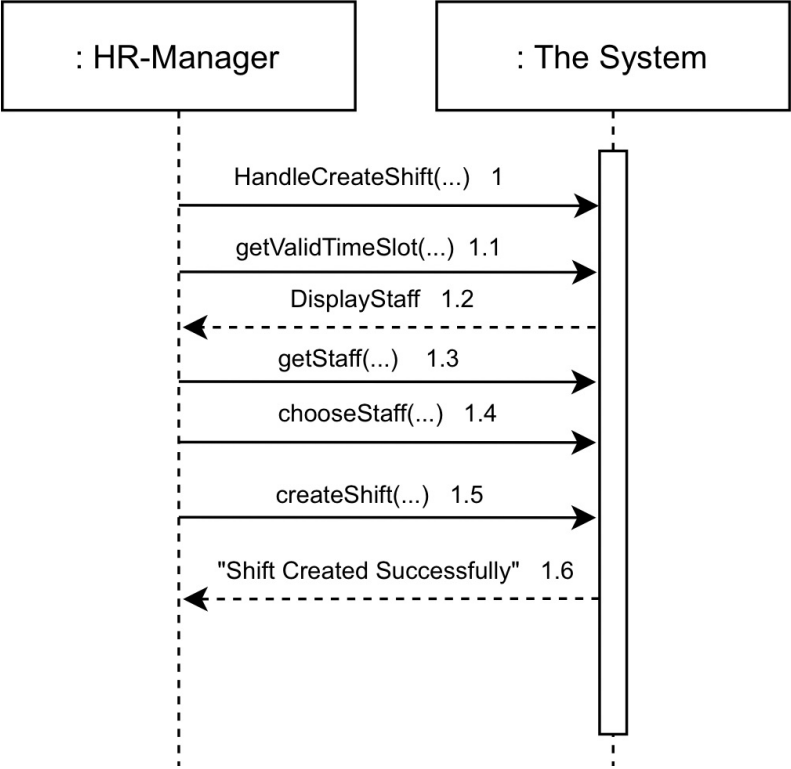 : HR-Manager
: The System
HandleCreateShift(...) 1
getValidTimeSlot(...) 1.1
DisplayStaff 1.2
getStaff(...) 1.3
chooseStaff(...) 1.4
createShift(...) 1.5
"Shift Created Successfully" 1.6